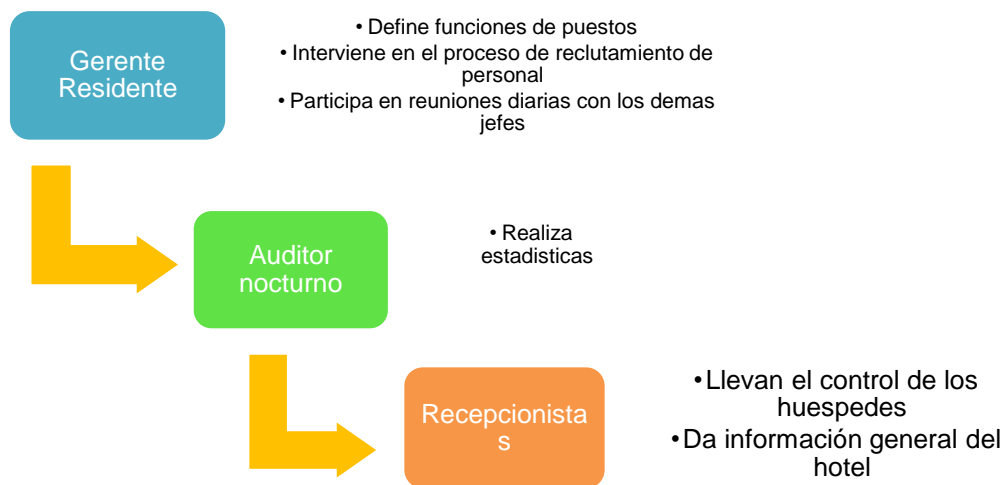 Gerente
Residente
• Define funciones de puestos
• Interviene en el proceso de reclutamiento de
personal
• Participa en reuniones diarias con los demas
jefes
Auditor
nocturno
• Realiza
estadisticas
Recepcionista
s
•Llevan el control de los
huespedes
•Da información general del
hotel